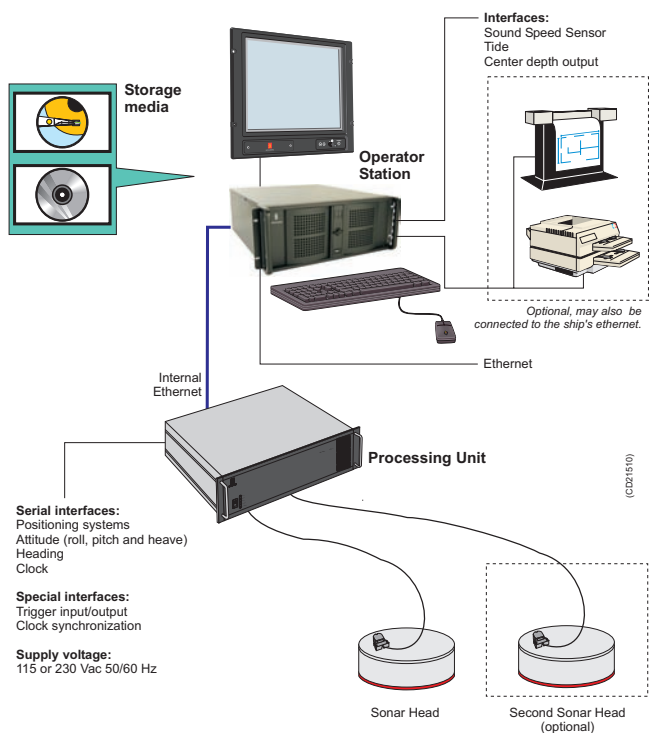 Interfaces:
Sound Speed Sensor
Tide
Center depth output
Storage
media
Operator
Station
Optional, may also be
connected to the ship's ethernet.
Ethernet
Internal
Ethernet
Processing Unit
(CD21510)
Serial interfaces:
Positioning systems
Attitude (roll, pitch and heave)
Heading
Clock
Special interfaces:
Trigger input/output
Clock synchronization
Supply voltage:
115 or 230 Vac 50/60 Hz
Sonar Head
Second Sonar Head
(optional)